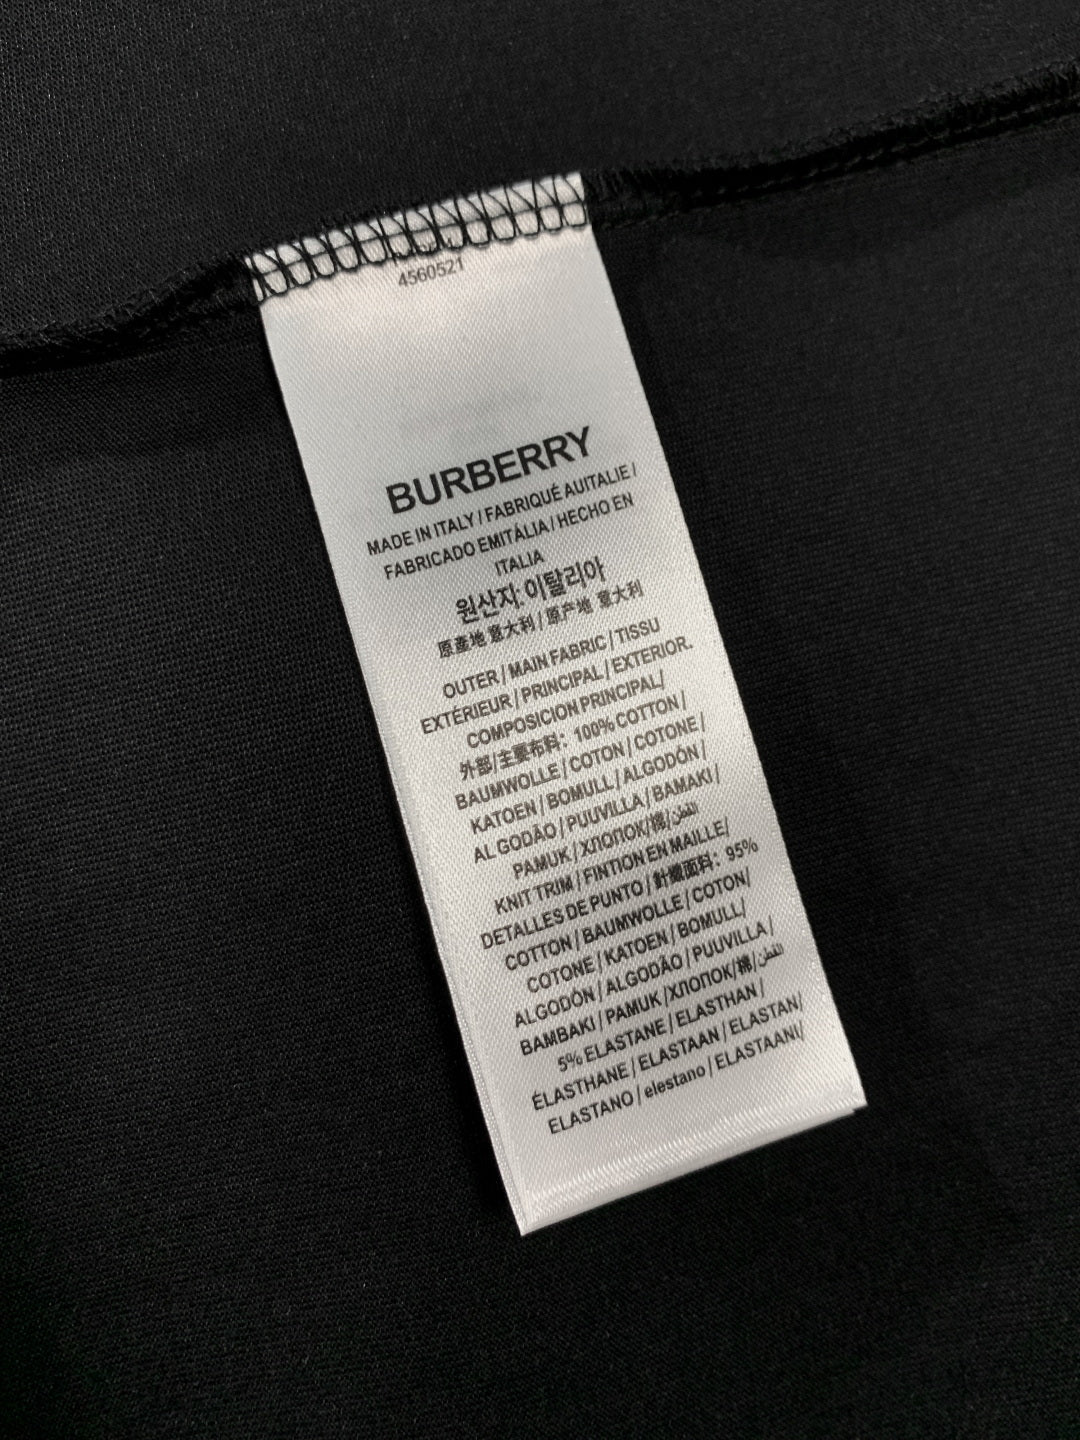 4560521
BURBERRY
MADE IN ITALY / FABRIQUÉ AUITALIE /
FABRICADO EMITÁLIA / HECHO EN
ITALIA
원산자: 이탈리아
原產地 意大利 / 原产地 意大利
OUTER / MAIN FABRIC / TISSU
EXTÉRIEUR / PRINCIPAL / EXTERIOR.
COMPOSICION PRINCIPAL/
外部/主要布料: 100% COTTON /
BAUMWOLLE / COTON / COTONE /
KATOEN / BOMULL / ALGODÓN /
AL GODÃO / PUUVILLA / BAMAKI /
PAMUK / ХЛОПОК/棉/القطن
KNIT TRIM / FINTION EN MAILLE/
DETALLES DE PUNTO / 針織面料: 95%
COTTON / BAUMWOLLE / COTON/
COTONE / KATOEN / BOMULL/
ALGODÓN / ALGODÃO / PUUVILLA /
BAMBAKI / PAMUK /ХЛОПОК/棉/القطن
5% ELASTANE / ELASTHAN /
ÉLASTHANE / ELASTAAN / ELASTAN/
ELASTANO / elestano / ELASTAANI/